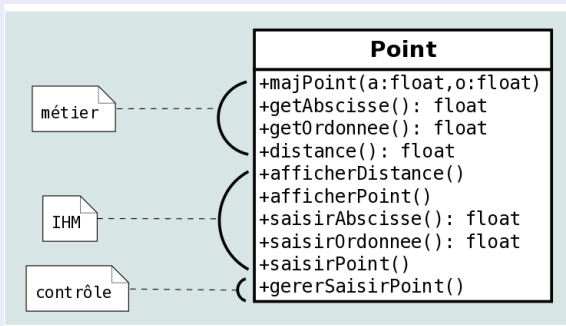 Point
+majPoint(a:float,o:float)
+getAbscisse(): float
+getOrdonnee(): float
+distance(): float
+afficherDistance()
+afficherPoint()
+saisirAbscisse(): float
+saisirOrdonnee(): float
+saisirPoint()
+gererSaisirPoint()
métier
IHM
contrôle